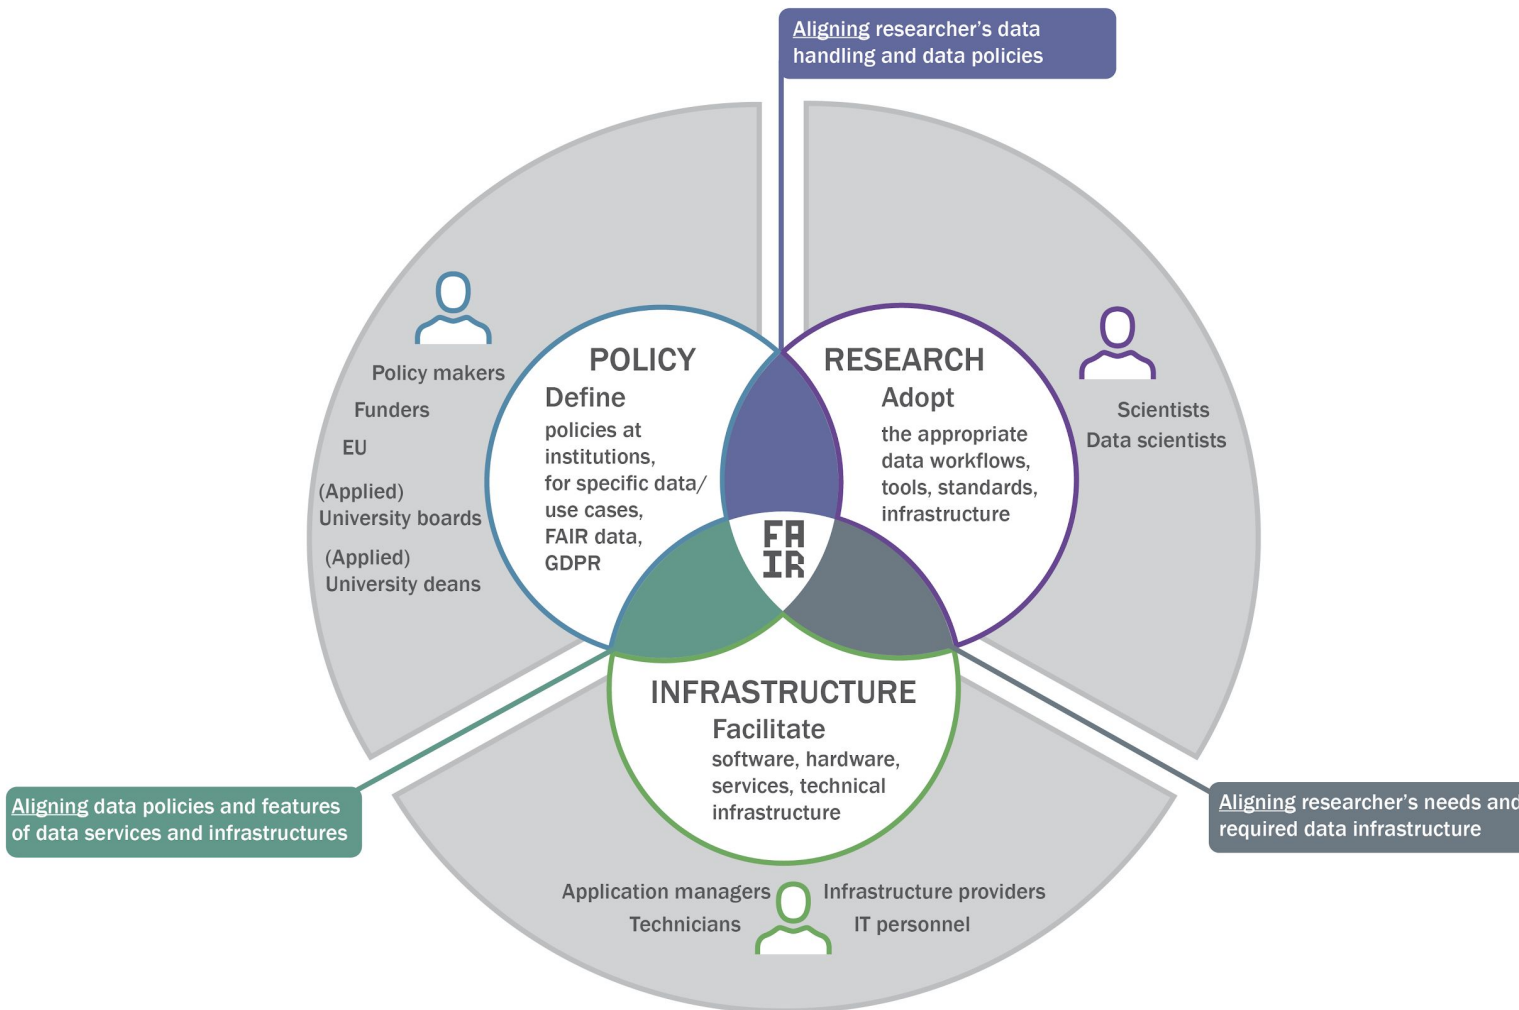 Aligning researcher's data
handling and data policies
POLICY
Define
policies at
institutions,
for specific data/
use cases,
FAIR data,
GDPR
RESEARCH
Adopt
the appropriate
data workflows,
tools, standards,
infrastructure
Policy makers
Funders
EU
(Applied)
University boards
(Applied)
University deans
Scientists
Data scientists
FA
IR
INFRASTRUCTURE
Facilitate
software, hardware,
services, technical
infrastructure
Aligning data policies and features
of data services and infrastructures
Aligning researcher's needs and
required data infrastructure
Application managers
Technicians
Infrastructure providers
IT personnel